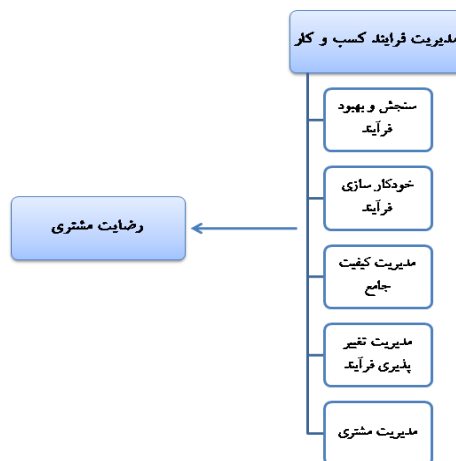 مدیریت فرایند کسب و کار
سنجش و بهبود
فرآیند
خودکار سازی
فرآیند
رضایت مشتری
مدیریت کیفیت
جامع
مدیریت تغییر
پذیری فرآیند
مدیریت مشتری